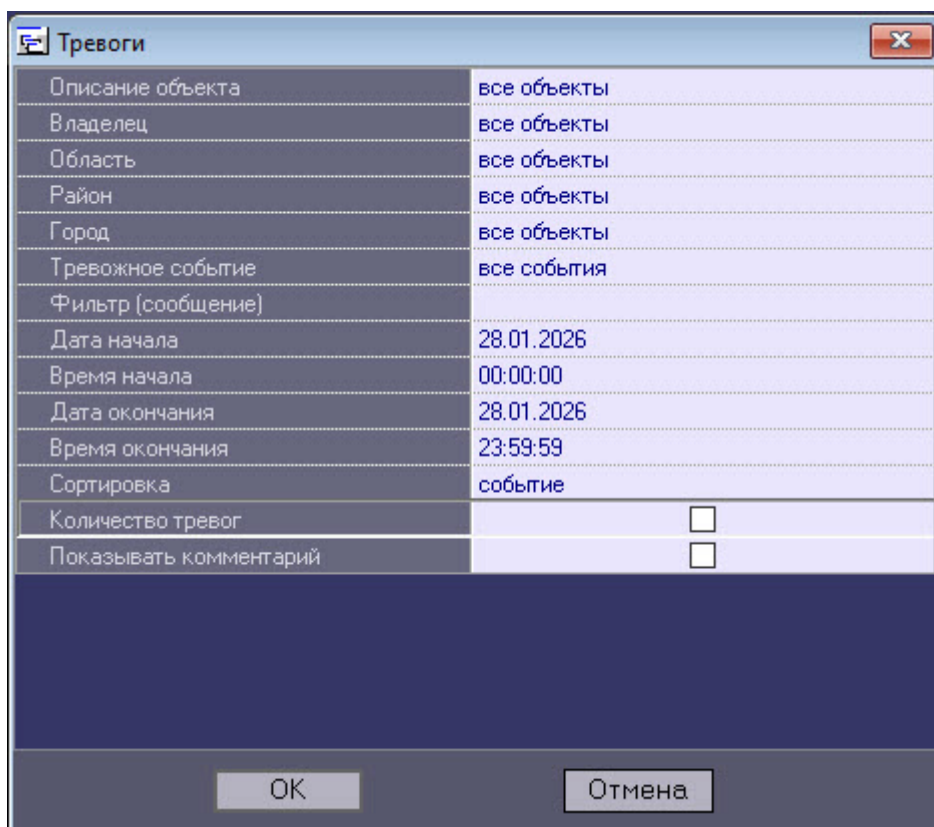 Тревоги
Описание объекта все объекты
Владелец все объекты
Область все объекты
Район все объекты
Город все объекты
Тревожное событие все события
Фильтр (сообщение)
Дата начала 28.01.2026
Время начала 00:00:00
Дата окончания 28.01.2026
Время окончания 23:59:59
Сортировка событие
Количество тревог
Показывать комментарий
OK Отмена